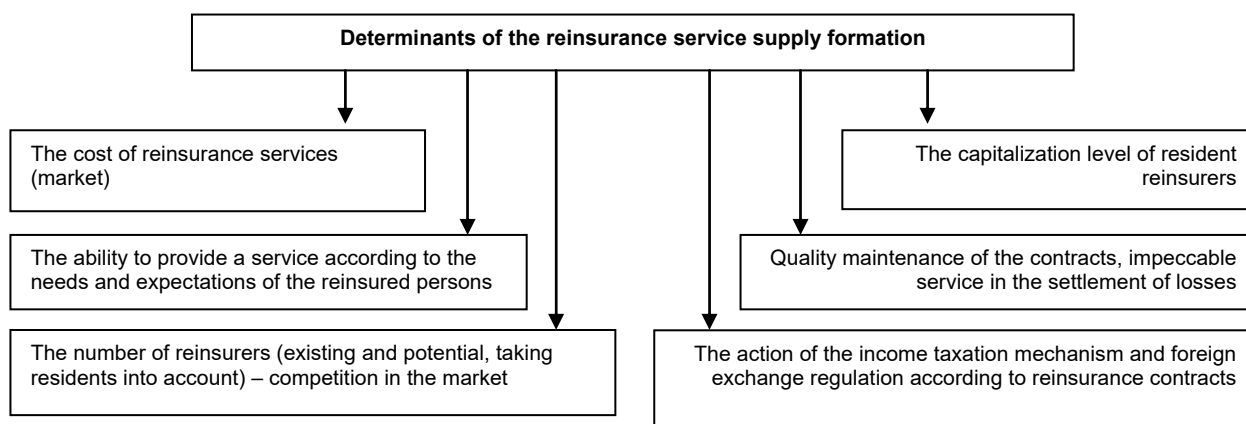 Determinants of the reinsurance service supply formation
The cost of reinsurance services
(market)
The capitalization level of resident
reinsurers
The ability to provide a service according to the
needs and expectations of the reinsured persons
Quality maintenance of the contracts, impeccable
service in the settlement of losses
The number of reinsurers (existing and potential, taking
residents into account) – competition in the market
The action of the income taxation mechanism and foreign
exchange regulation according to reinsurance contracts